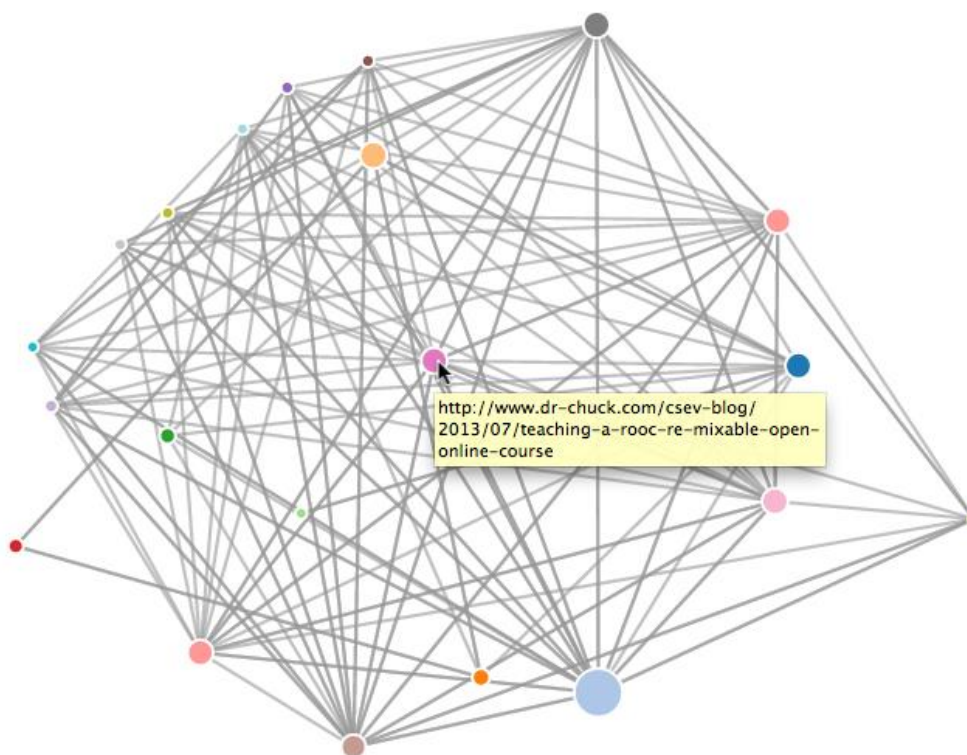 http://www.dr-chuck.com/csev-blog/
2013/07/teaching-a-rooc-re-mixable-open-
online-course